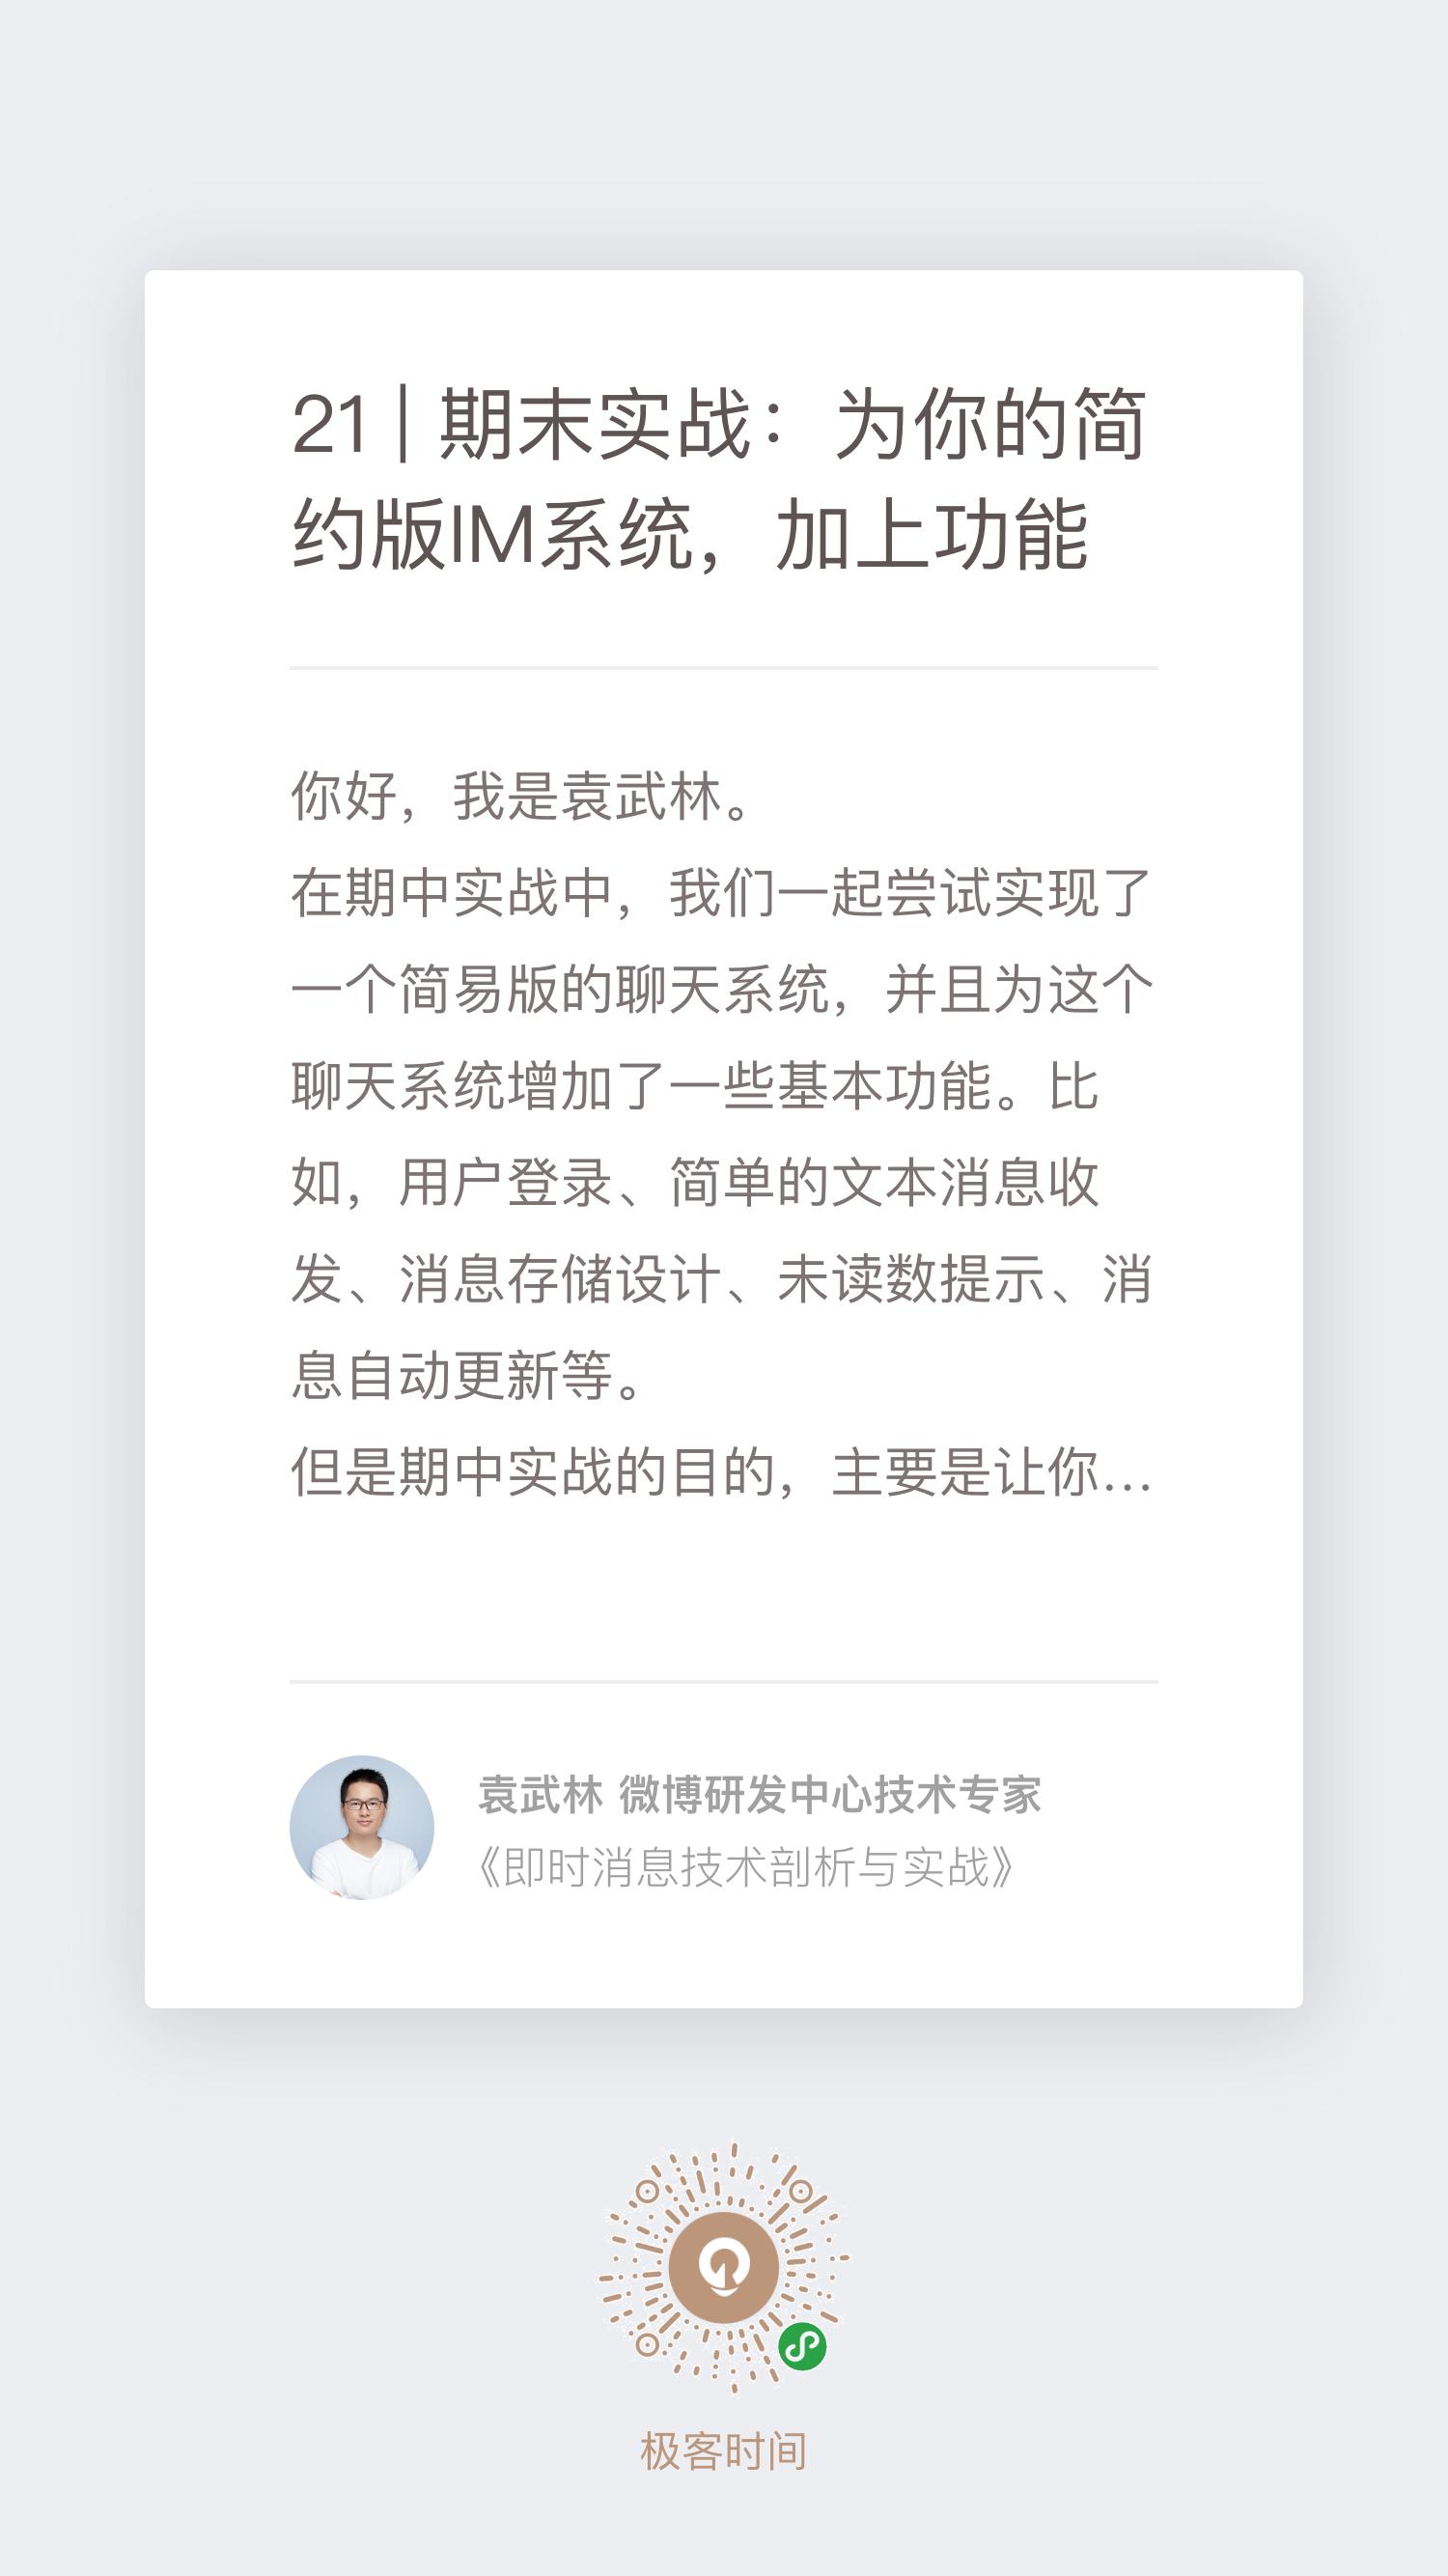 21 | 期末实战：为你的简
约版IM系统，加上功能
你好，我是袁武林。
在期中实战中，我们一起尝试实现了
一个简易版的聊天系统，并且为这个
聊天系统增加了一些基本功能。比
如，用户登录、简单的文本消息收
发、消息存储设计、未读数提示、消
息自动更新等。
但是期中实战的目的，主要是让你...
袁武林 微博研发中心技术专家
《即时消息技术剖析与实战》
极客时间